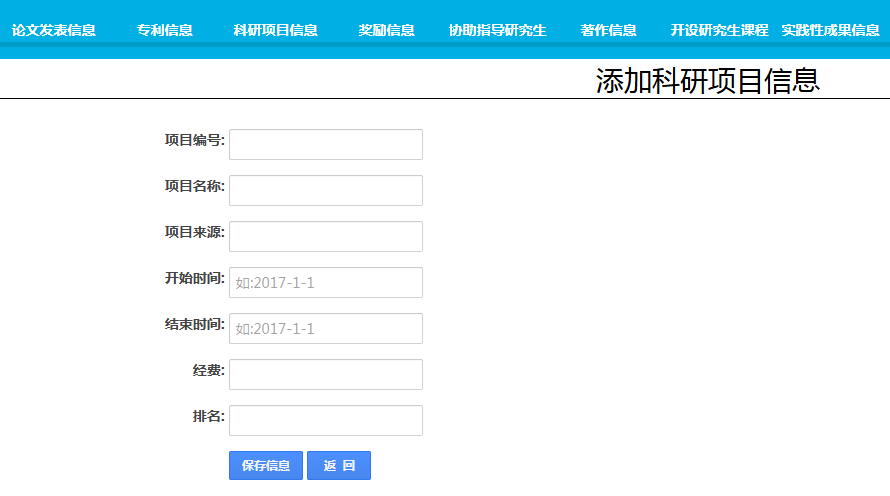 论文发表信息 专利信息 科研项目信息 奖励信息 协助指导研究生 著作信息 开设研究生课程 实践性成果信息
添加科研项目信息
项目编号:
项目名称:
项目来源:
开始时间: 如:2017-1-1
结束时间: 如:2017-1-1
经费:
排名:
保存信息 返 回